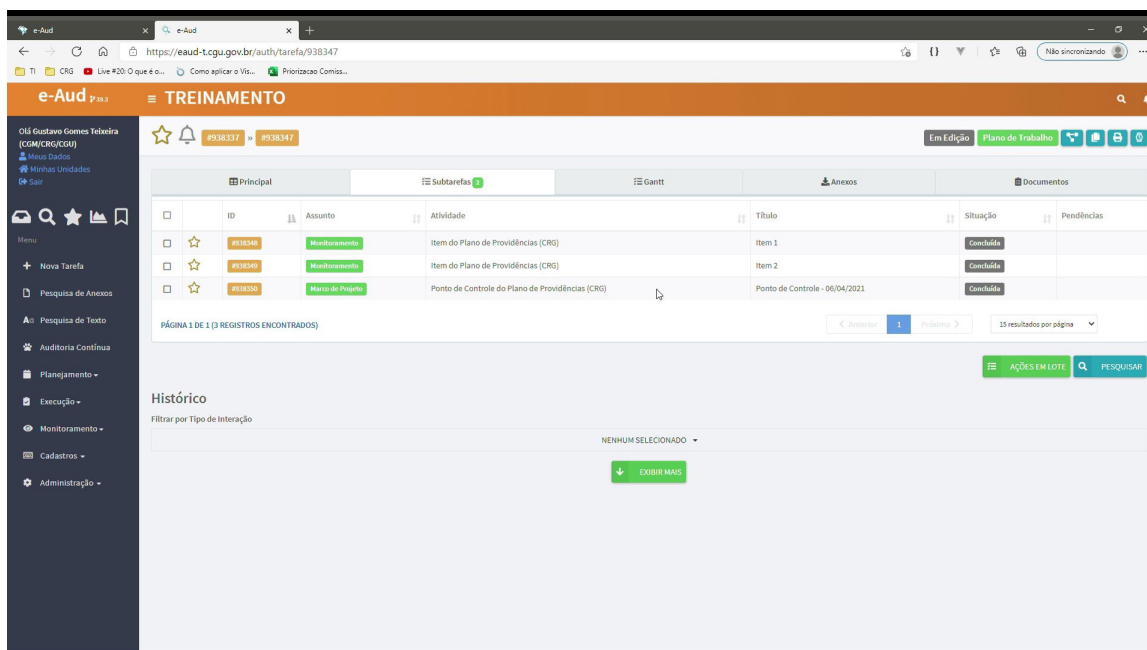 e-Aud
e-Aud
https://eaud-t.cgu.gov.br/auth/tarefa/938347
Não sincronizando
TI
CRG
Live #20: O que é o...
Como aplicar o Vis...
Priorizacao Comiss...
e-Aud
TREINAMENTO
Olá Gustavo Gomes Teixeira
(CGM/CRG/CGU)
Meus Dados
Minhas Unidades
Sair
Menu
Nova Tarefa
Pesquisa de Anexos
Pesquisa de Texto
Auditoria Contínua
Planejamento
Execução
Monitoramento
Cadastros
Administração
#938337 » #938347
Em Edição Plano de Trabalho
Principal Subtarefas Gantt Anexos Documentos
ID Assunto Atividade Título Situação Pendências
#938348 Monitoramento Item do Plano de Providências (CRG) Item 1 Concluída
#938349 Monitoramento Item do Plano de Providências (CRG) Item 2 Concluída
#938350 Marco de Projeto Ponto de Controle do Plano de Providências (CRG) Ponto de Controle - 06/04/2021 Concluída
PÁGINA 1 DE 1 (3 REGISTROS ENCONTRADOS)
Anterior 1 Próxima
15 resultados por página
AÇÕES EM LOTE PESQUISAR
Histórico
Filtrar por Tipo de Interação
NENHUM SELECIONADO
EXIBIR MAIS